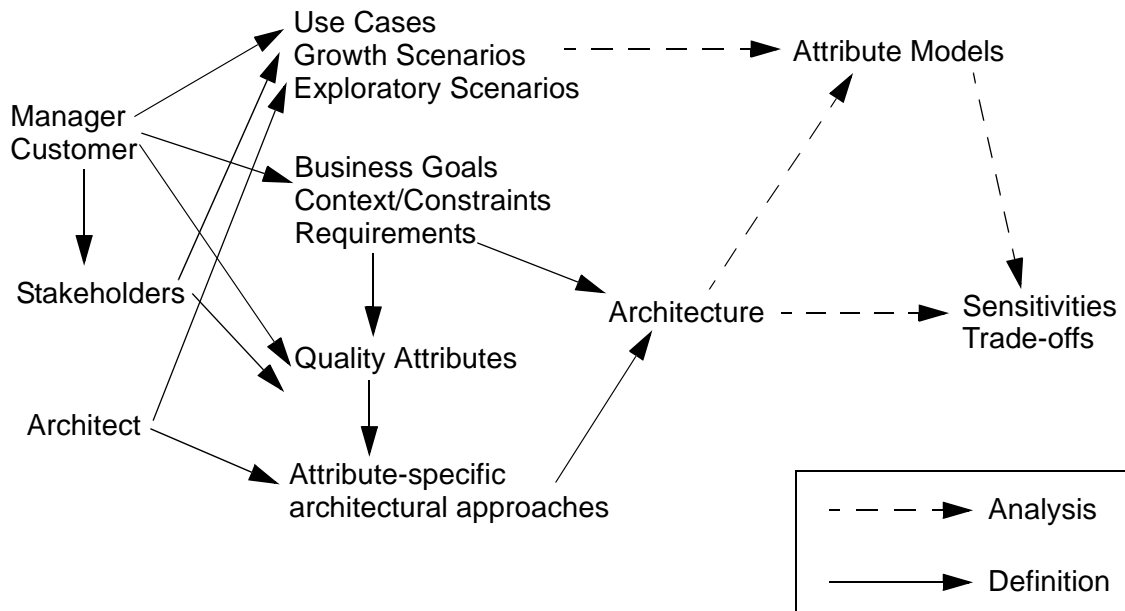 Use Cases
Growth Scenarios
Exploratory Scenarios
Attribute Models
Manager
Customer
Business Goals
Context/Constraints
Requirements
Stakeholders
Architecture
Sensitivities
Trade-offs
Quality Attributes
Architect
Attribute-specific
architectural approaches
Analysis
Definition